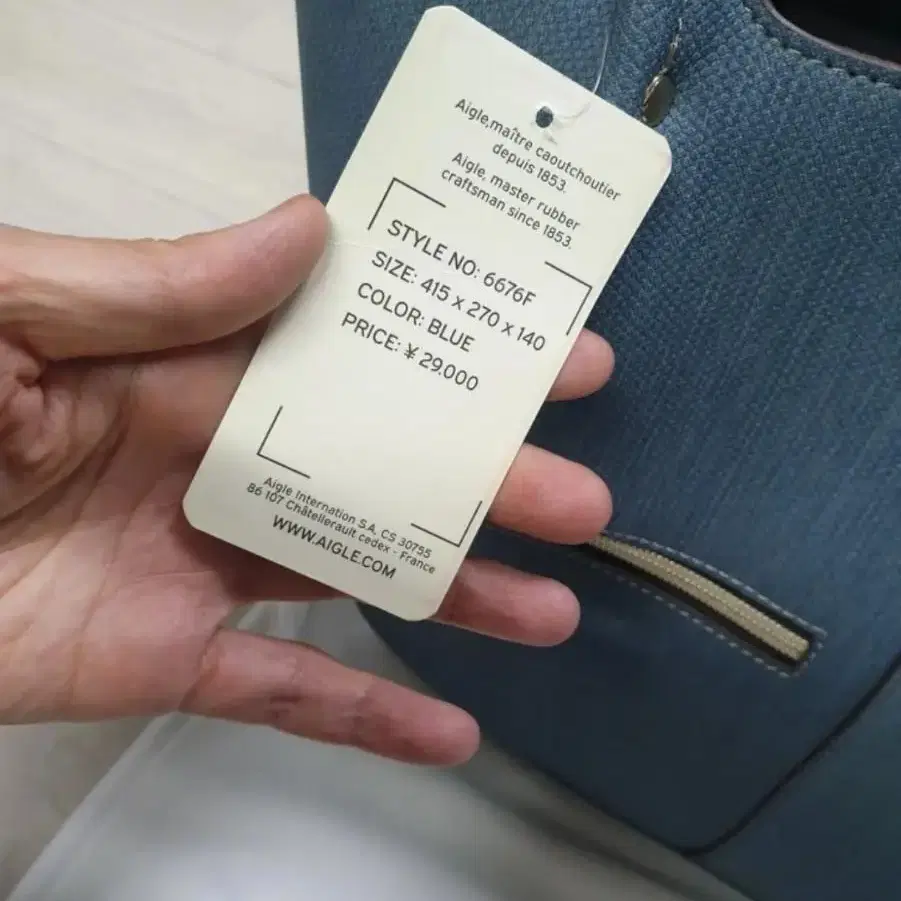 Aigle,maître caoutchoutier
depuis 1853.
Aigle, master rubber
craftsman since 1853.
STYLE NO: 6676F
SIZE: 415 x 270 x 140
COLOR: BLUE
PRICE: ¥ 29.000
Aigle Internation S.A, CS 30755
86 107 Châtellerault cedex - France
WWW.AIGLE.COM